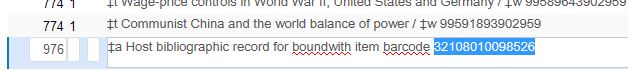 774 1 ‡t Wage-price controls in World War II, United States and Germany / ‡w 99589643902959
774 1 ‡t Communist China and the world balance of power / ‡w 99591893902959
976 ‡a Host bibliographic record for boundwith item barcode 32108010098526